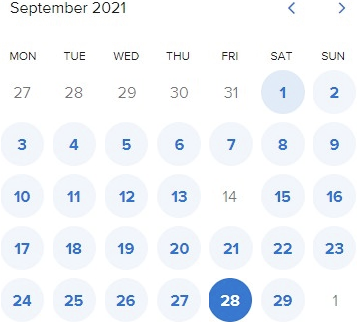 September 2021
MON TUE WED THU FRI SAT SUN
27 28 29 30 31 1 2
3 4 5 6 7 8 9
10 11 12 13 14 15 16
17 18 19 20 21 22 23
24 25 26 27 28 29 1